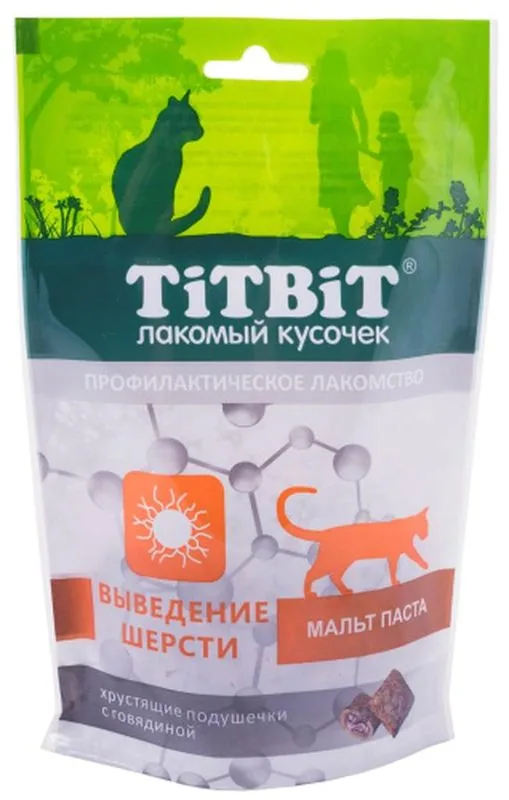 TiTBiT®
лакомый кусочек
ПРОФИЛАКТИЧЕСКОЕ ЛАКОМСТВО
ВЫВЕДЕНИЕ
ШЕРСТИ
МАЛЬТ ПАСТА
хрустящие подушечки
с говядиной